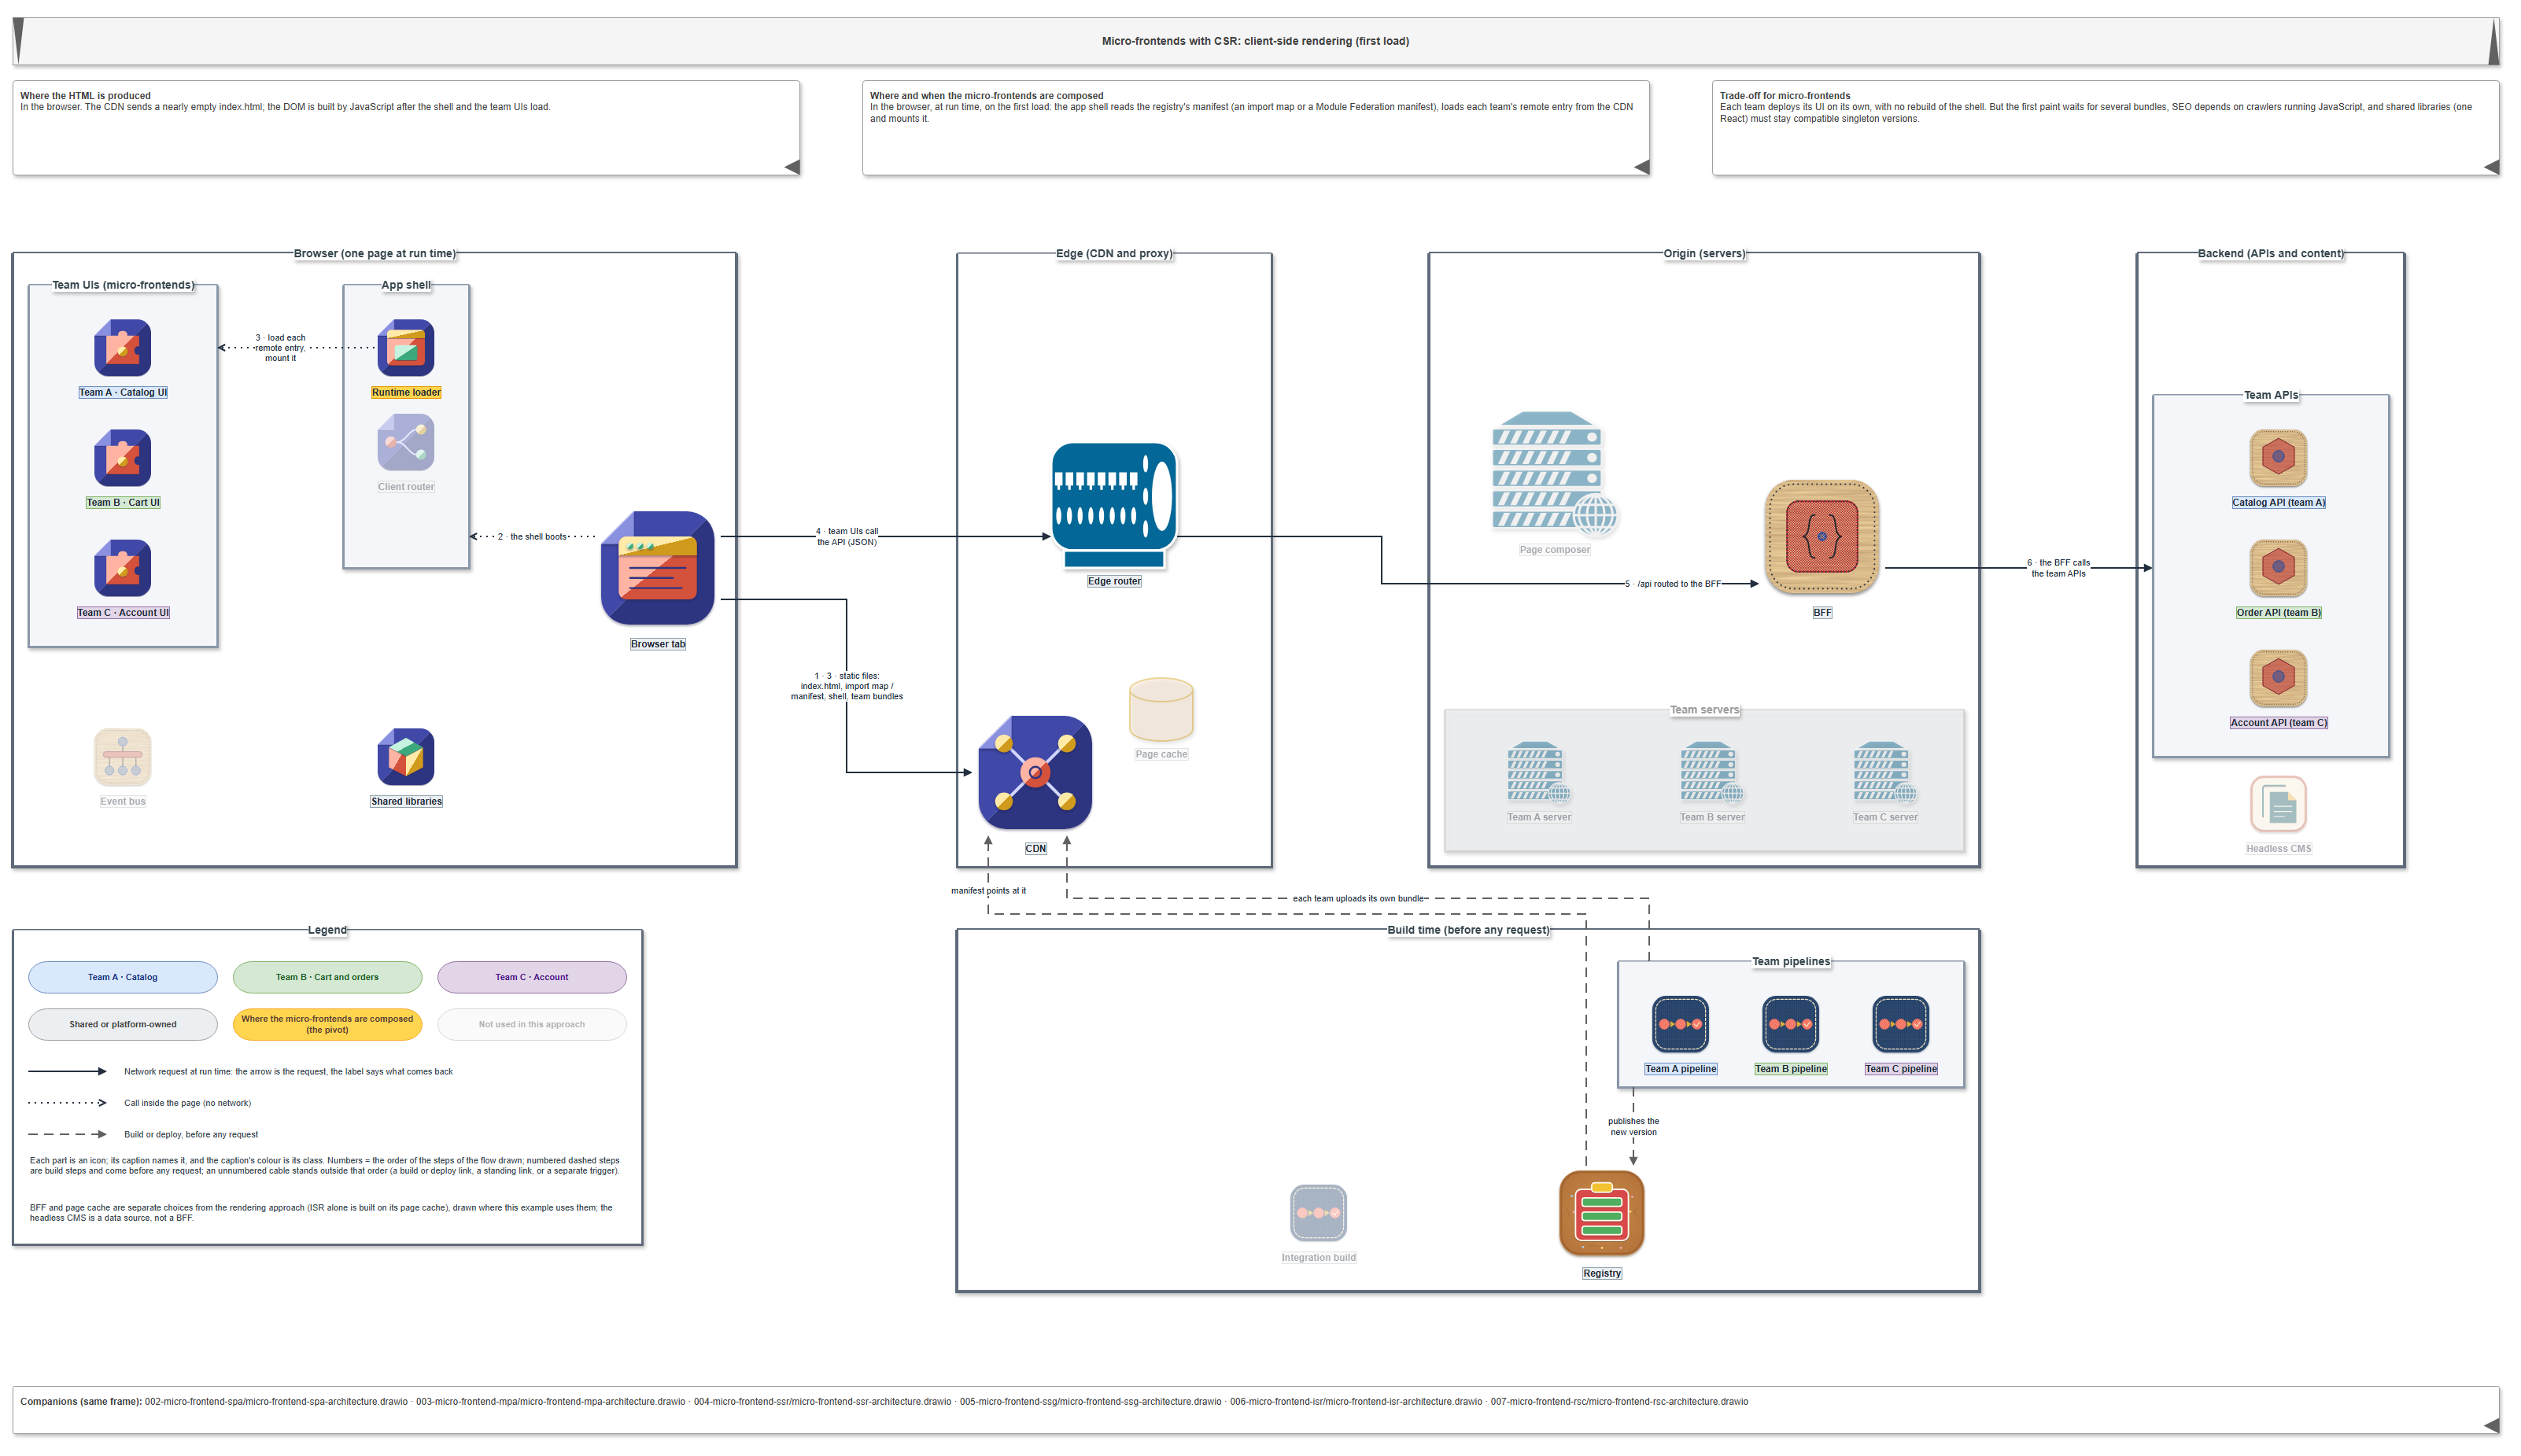 Micro-frontends with CSR: client-side rendering (first load)
Where the HTML is produced
In the browser. The CDN sends a nearly empty index.html; the DOM is built by JavaScript after the shell and the team UIs load.
Where and when the micro-frontends are composed
In the browser, at run time, on the first load: the app shell reads the registry's manifest (an import map or a Module Federation manifest), loads each team's remote entry from the CDN
and mounts it.
Trade-off for micro-frontends
Each team deploys its UI on its own, with no rebuild of the shell. But the first paint waits for several bundles, SEO depends on crawlers running JavaScript, and shared libraries (one
React) must stay compatible singleton versions.
Browser (one page at run time)
Team UIs (micro-frontends)
Team A · Catalog UI
Team B · Cart UI
Team C · Account UI
3 · load each
remote entry,
mount it
App shell
Runtime loader
Client router
2 · the shell boots
Browser tab
Event bus
Shared libraries
4 · team UIs call
the API (JSON)
1 · 3 · static files:
index.html, import map /
manifest, shell, team bundles
Edge (CDN and proxy)
Edge router
Page cache
CDN
Origin (servers)
Page composer
5 · /api routed to the BFF
BFF
Team servers
Team A server
Team B server
Team C server
6 · the BFF calls
the team APIs
Backend (APIs and content)
Team APIs
Catalog API (team A)
Order API (team B)
Account API (team C)
Headless CMS
manifest points at it
each team uploads its own bundle
Legend
Team A · Catalog
Team B · Cart and orders
Team C · Account
Shared or platform-owned
Where the micro-frontends are composed
(the pivot)
Not used in this approach
Network request at run time: the arrow is the request, the label says what comes back
Call inside the page (no network)
Build or deploy, before any request
Each part is an icon; its caption names it, and the caption's colour is its class. Numbers = the order of the steps of the flow drawn; numbered dashed steps
are build steps and come before any request; an unnumbered cable stands outside that order (a build or deploy link, a standing link, or a separate trigger).
BFF and page cache are separate choices from the rendering approach (ISR alone is built on its page cache), drawn where this example uses them; the
headless CMS is a data source, not a BFF.
Build time (before any request)
Team pipelines
Team A pipeline
Team B pipeline
Team C pipeline
publishes the
new version
Integration build
Registry
Companions (same frame): 002-micro-frontend-spa/micro-frontend-spa-architecture.drawio · 003-micro-frontend-mpa/micro-frontend-mpa-architecture.drawio · 004-micro-frontend-ssr/micro-frontend-ssr-architecture.drawio · 005-micro-frontend-ssg/micro-frontend-ssg-architecture.drawio · 006-micro-frontend-isr/micro-frontend-isr-architecture.drawio · 007-micro-frontend-rsc/micro-frontend-rsc-architecture.drawio